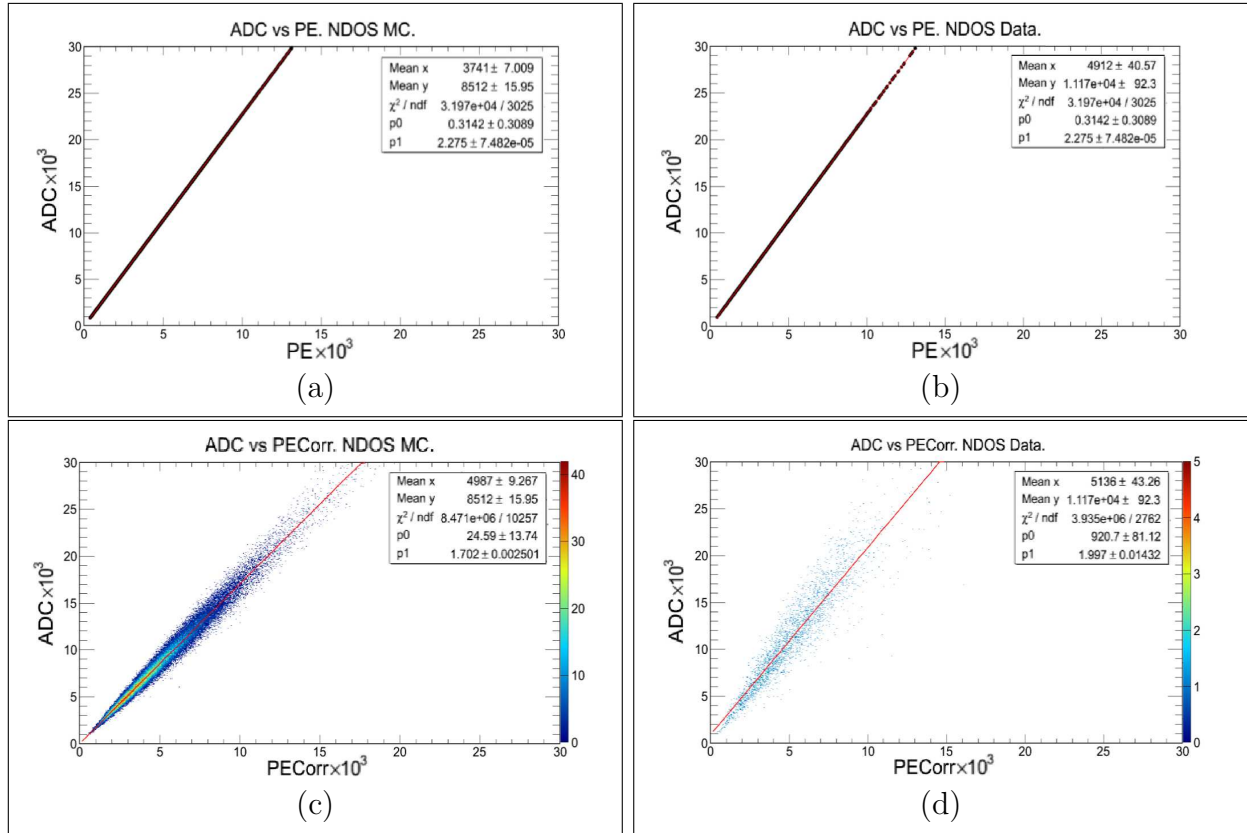 ADC vs PE. NDOS MC.
Mean x 3741 ± 7.009
Mean y 8512 ± 15.95
χ² / ndf 3.197e+04 / 3025
p0 0.3142 ± 0.3089
p1 2.275 ± 7.482e-05
ADC×10³
30
25
20
15
10
5
0
0 5 10 15 20 25 30
PE×10³
(a)
ADC vs PE. NDOS Data.
Mean x 4912 ± 40.57
Mean y 1.117e+04 ± 92.3
χ² / ndf 3.197e+04 / 3025
p0 0.3142 ± 0.3089
p1 2.275 ± 7.482e-05
ADC×10³
30
25
20
15
10
5
0
0 5 10 15 20 25 30
PE×10³
(b)
ADC vs PECorr. NDOS MC.
Mean x 4987 ± 9.267
Mean y 8512 ± 15.95
χ² / ndf 8.471e+06 / 10257
p0 24.59 ± 13.74
p1 1.702 ± 0.002501
ADC×10³
30
25
20
15
10
5
0
0 5 10 15 20 25 30
PECorr×10³
40
30
20
10
0
(c)
ADC vs PECorr. NDOS Data.
Mean x 5136 ± 43.26
Mean y 1.117e+04 ± 92.3
χ² / ndf 3.935e+06 / 2762
p0 920.7 ± 81.12
p1 1.997 ± 0.01432
ADC×10³
30
25
20
15
10
5
0
0 5 10 15 20 25 30
PECorr×10³
5
4
3
2
1
0
(d)